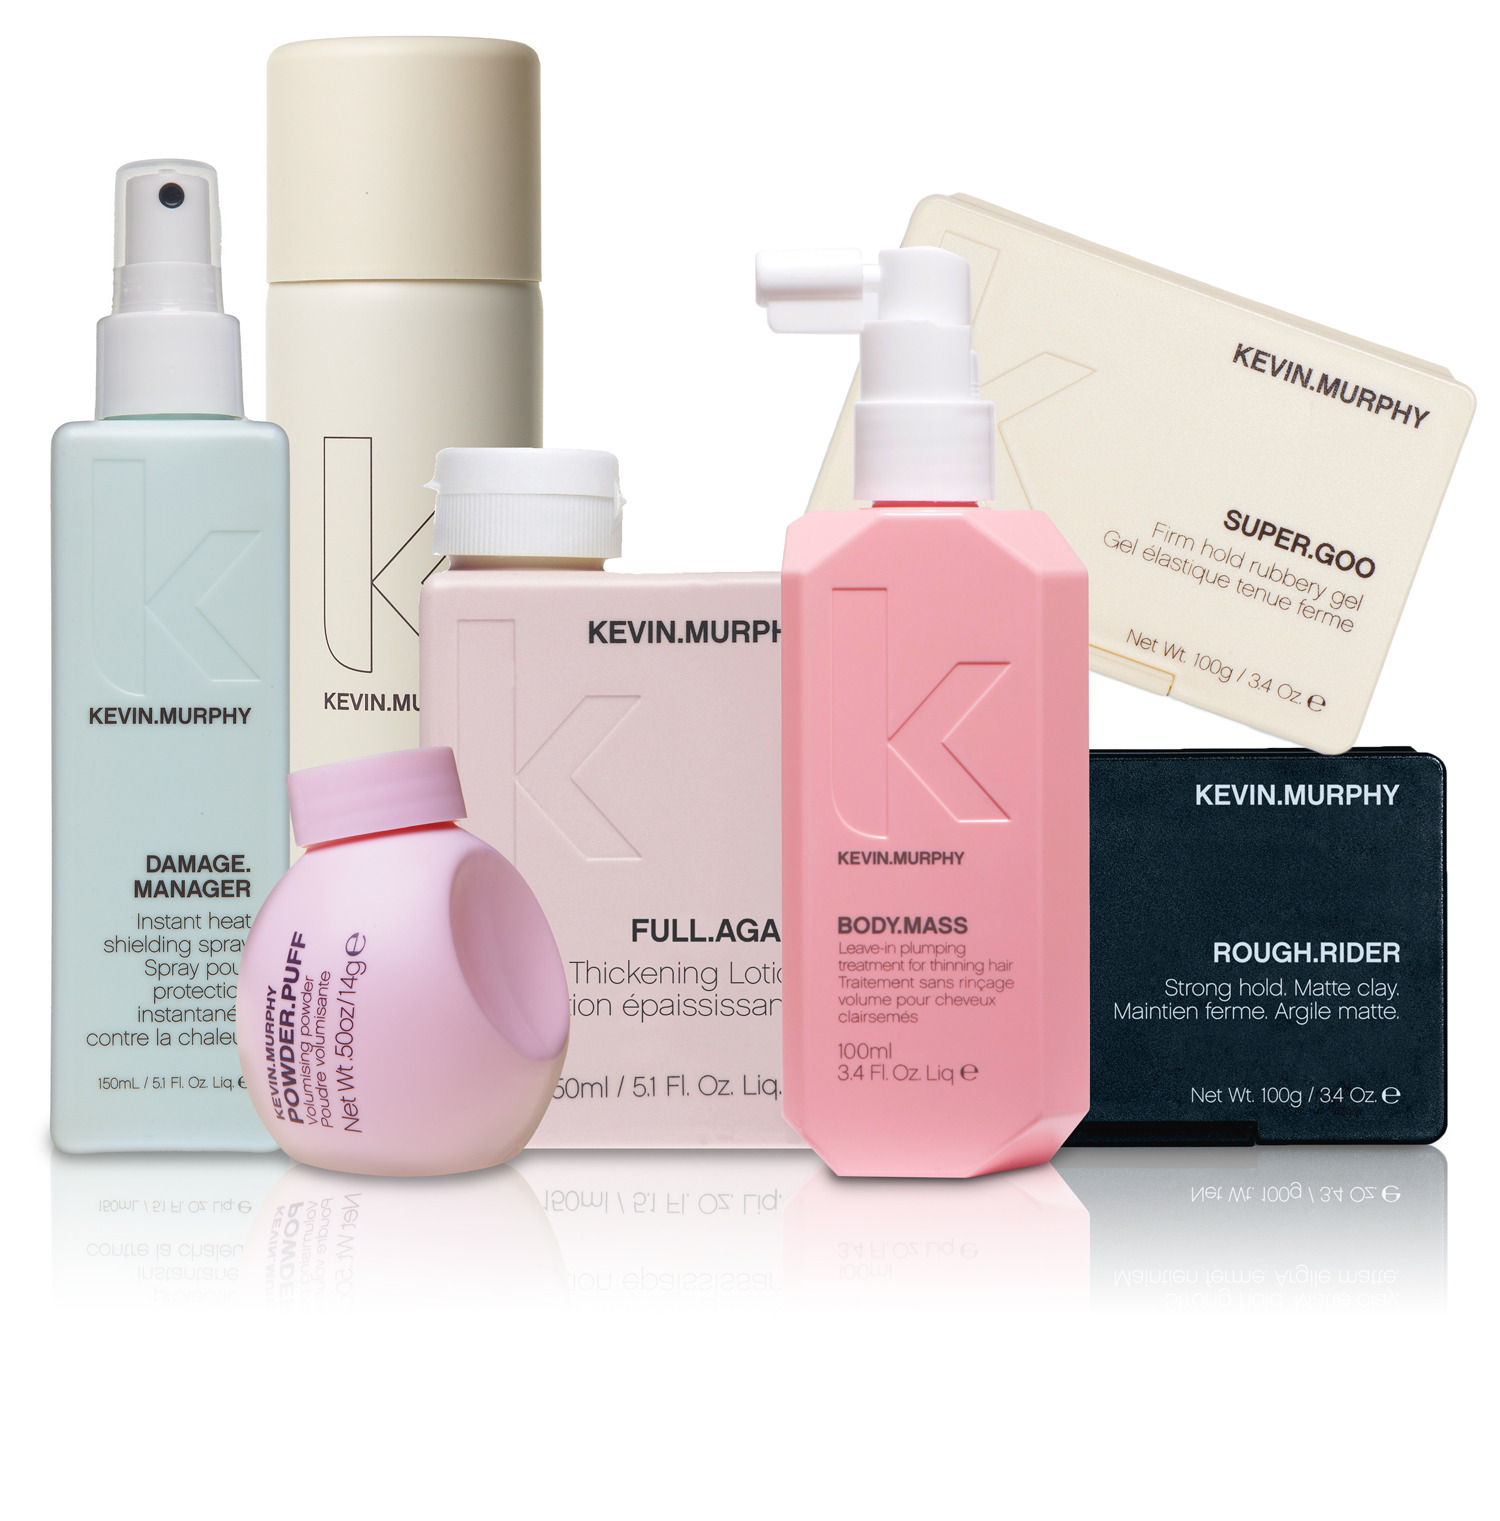 KEVIN.MURPHY
DAMAGE.
MANAGER
Instant heat
shielding spray
Spray pou
protectio
instantané
contre la chaleu
150mL / 5.1 Fl. Oz. Liq. e
k
KEVIN.MU
KEVIN.MURPHY
POWDER.PUFF
Volumising powder
Poudre volumisante
Net Wt .50oz/14g e
KEVIN.MURPH
FULL.AGA
Thickening Lotio
tion épaississan
50ml / 5.1 Fl. Oz. Liq.
KEVIN.MURPHY
BODY.MASS
Leave-in plumping
treatment for thinning hair
Traitement sans rinçage
volume pour cheveux
clairsemés
100ml
3.4 Fl. Oz. Liq e
KEVIN.MURPHY
SUPER.GOO
Firm hold rubbery gel
Gel élastique tenue ferme
Net Wt. 100g / 3.4 Oz. e
KEVIN.MURPHY
ROUGH.RIDER
Strong hold. Matte clay.
Maintien ferme. Argile matte.
Net Wt. 100g / 3.4 Oz. e